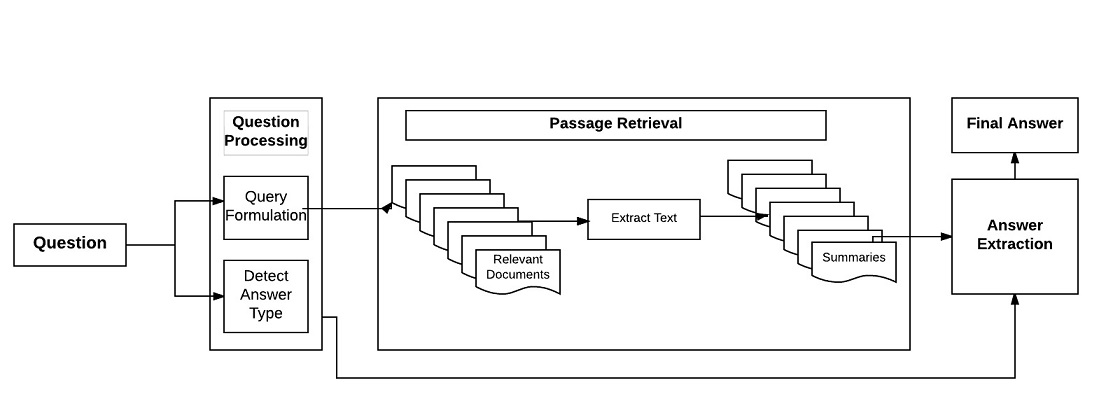 Question
Question
Processing
Query
Formulation
Detect
Answer
Type
Passage Retrieval
Relevant
Documents
Extract Text
Summaries
Final Answer
Answer
Extraction